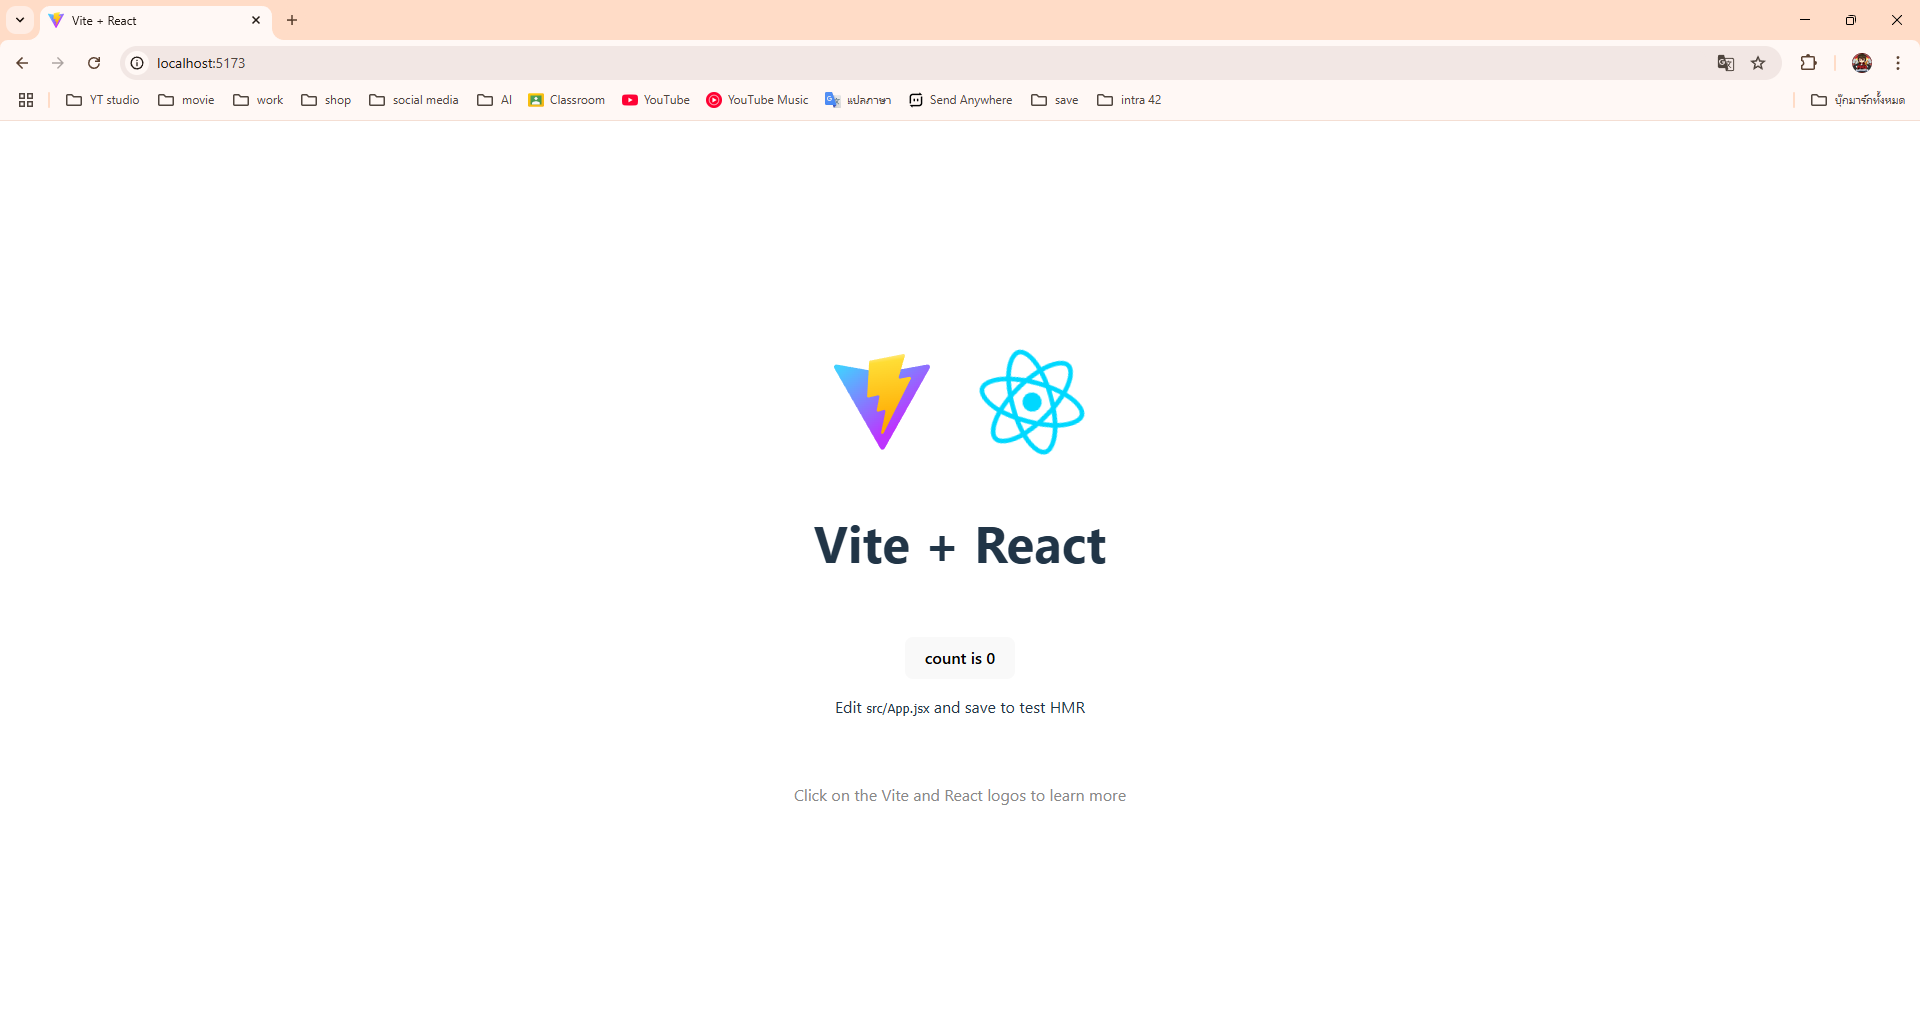 Vite + React
localhost:5173
YT studio movie work shop social media AI Classroom YouTube YouTube Music แปลภาษา Send Anywhere save intra 42 บุ๊กมาร์กทั้งหมด
Vite + React
count is 0
Edit src/App.jsx and save to test HMR
Click on the Vite and React logos to learn more